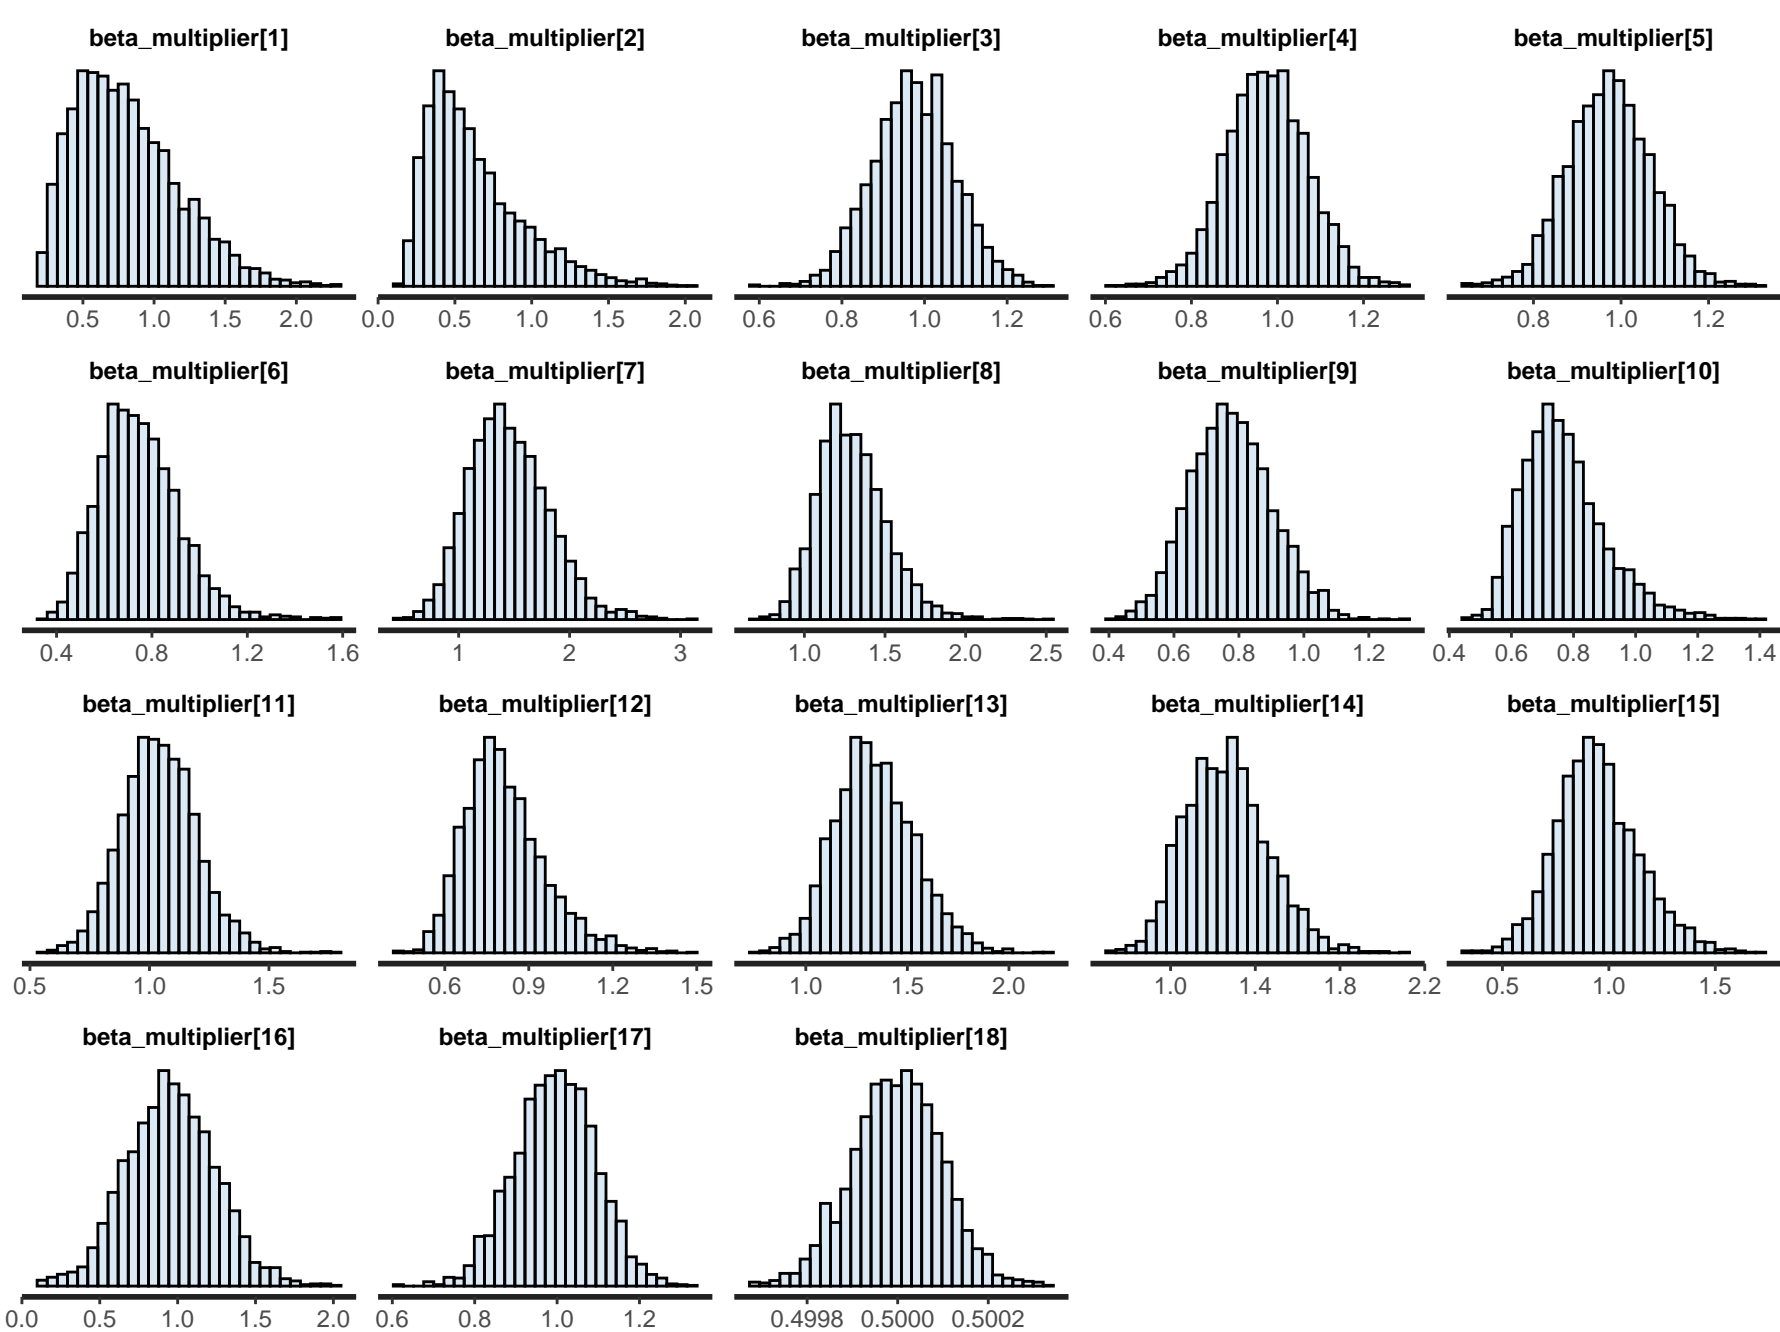 beta_multiplier[1] beta_multiplier[2] beta_multiplier[3] beta_multiplier[4] beta_multiplier[5]
0.5 1.0 1.5 2.0 0.0 0.5 1.0 1.5 2.0 0.6 0.8 1.0 1.2 0.6 0.8 1.0 1.2 0.8 1.0 1.2
beta_multiplier[6] beta_multiplier[7] beta_multiplier[8] beta_multiplier[9] beta_multiplier[10]
0.4 0.8 1.2 1.6 1 2 3 1.0 1.5 2.0 2.5 0.4 0.6 0.8 1.0 1.2 0.4 0.6 0.8 1.0 1.2 1.4
beta_multiplier[11] beta_multiplier[12] beta_multiplier[13] beta_multiplier[14] beta_multiplier[15]
0.5 1.0 1.5 0.6 0.9 1.2 1.5 1.0 1.5 2.0 1.0 1.4 1.8 2.2 0.5 1.0 1.5
beta_multiplier[16] beta_multiplier[17] beta_multiplier[18]
0.0 0.5 1.0 1.5 2.0 0.6 0.8 1.0 1.2 0.4998 0.5000 0.5002